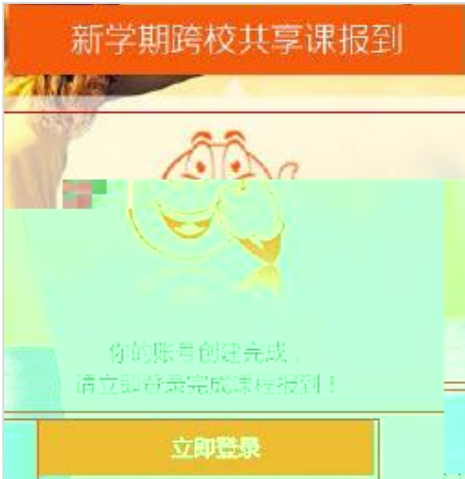 新学期跨校共享课报到
你的账号创建完成，
请立即登录完成课程报到！
立即登录